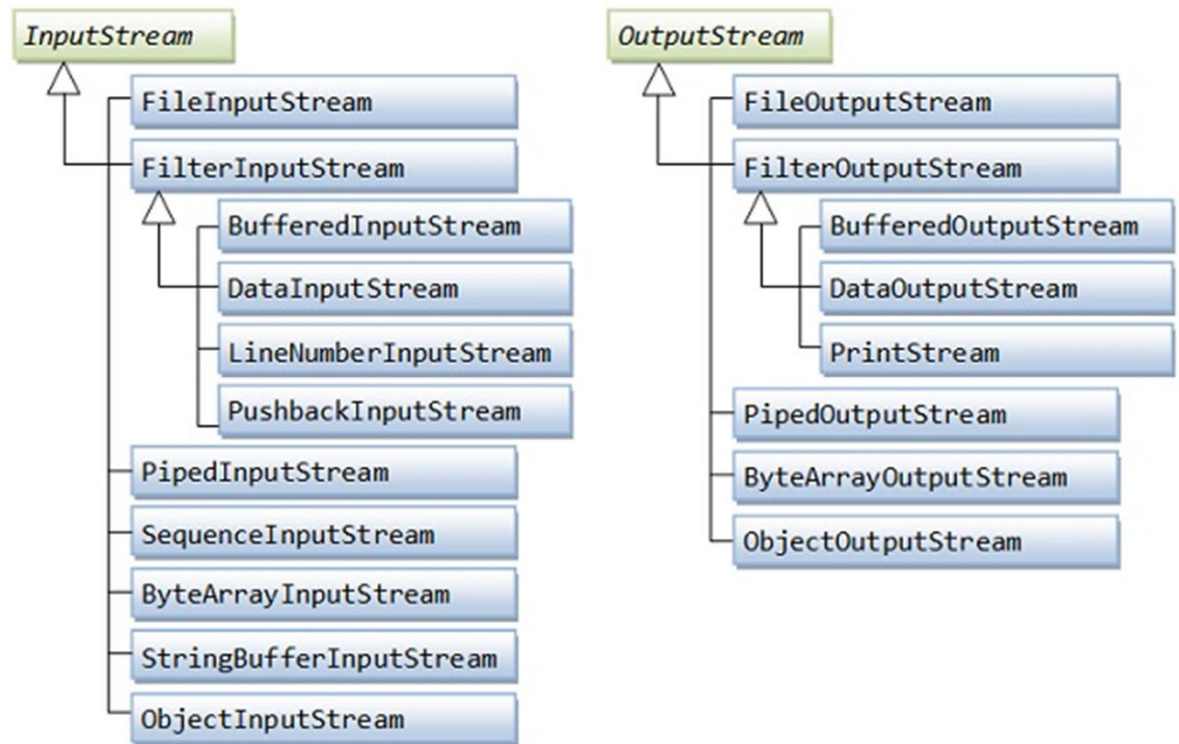 InputStream
FileInputStream
FilterInputStream
BufferedInputStream
DataInputStream
LineNumberInputStream
PushbackInputStream
PipedInputStream
SequenceInputStream
ByteArrayInputStream
StringBufferInputStream
ObjectInputStream
OutputStream
FileOutputStream
FilterOutputStream
BufferedOutputStream
DataOutputStream
PrintStream
PipedOutputStream
ByteArrayOutputStream
ObjectOutputStream